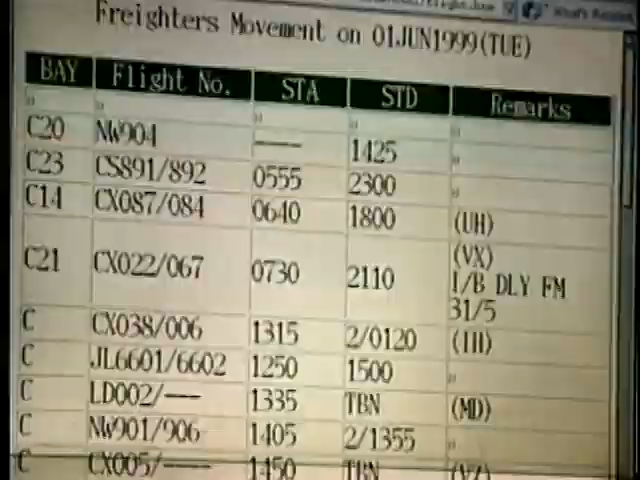 What's Related
Freighters Movement on 01JUN1999(TUE)
BAY Flight No. STA STD Remarks
" " " " "
C20 NW904 ---- 1425 "
C23 CS891/892 0555 2300 "
C14 CX087/084 0640 1800 (UH)
C21 CX022/067 0730 2110 (VX)
I/B DLY FM
31/5
C CX038/006 1315 2/0120
C JL6601/6602 1250 1500 "
C LD002/---- 1335 TBN (MD)
C NW901/906 1405 2/1355 "
C CX005/---- 1450 TBN